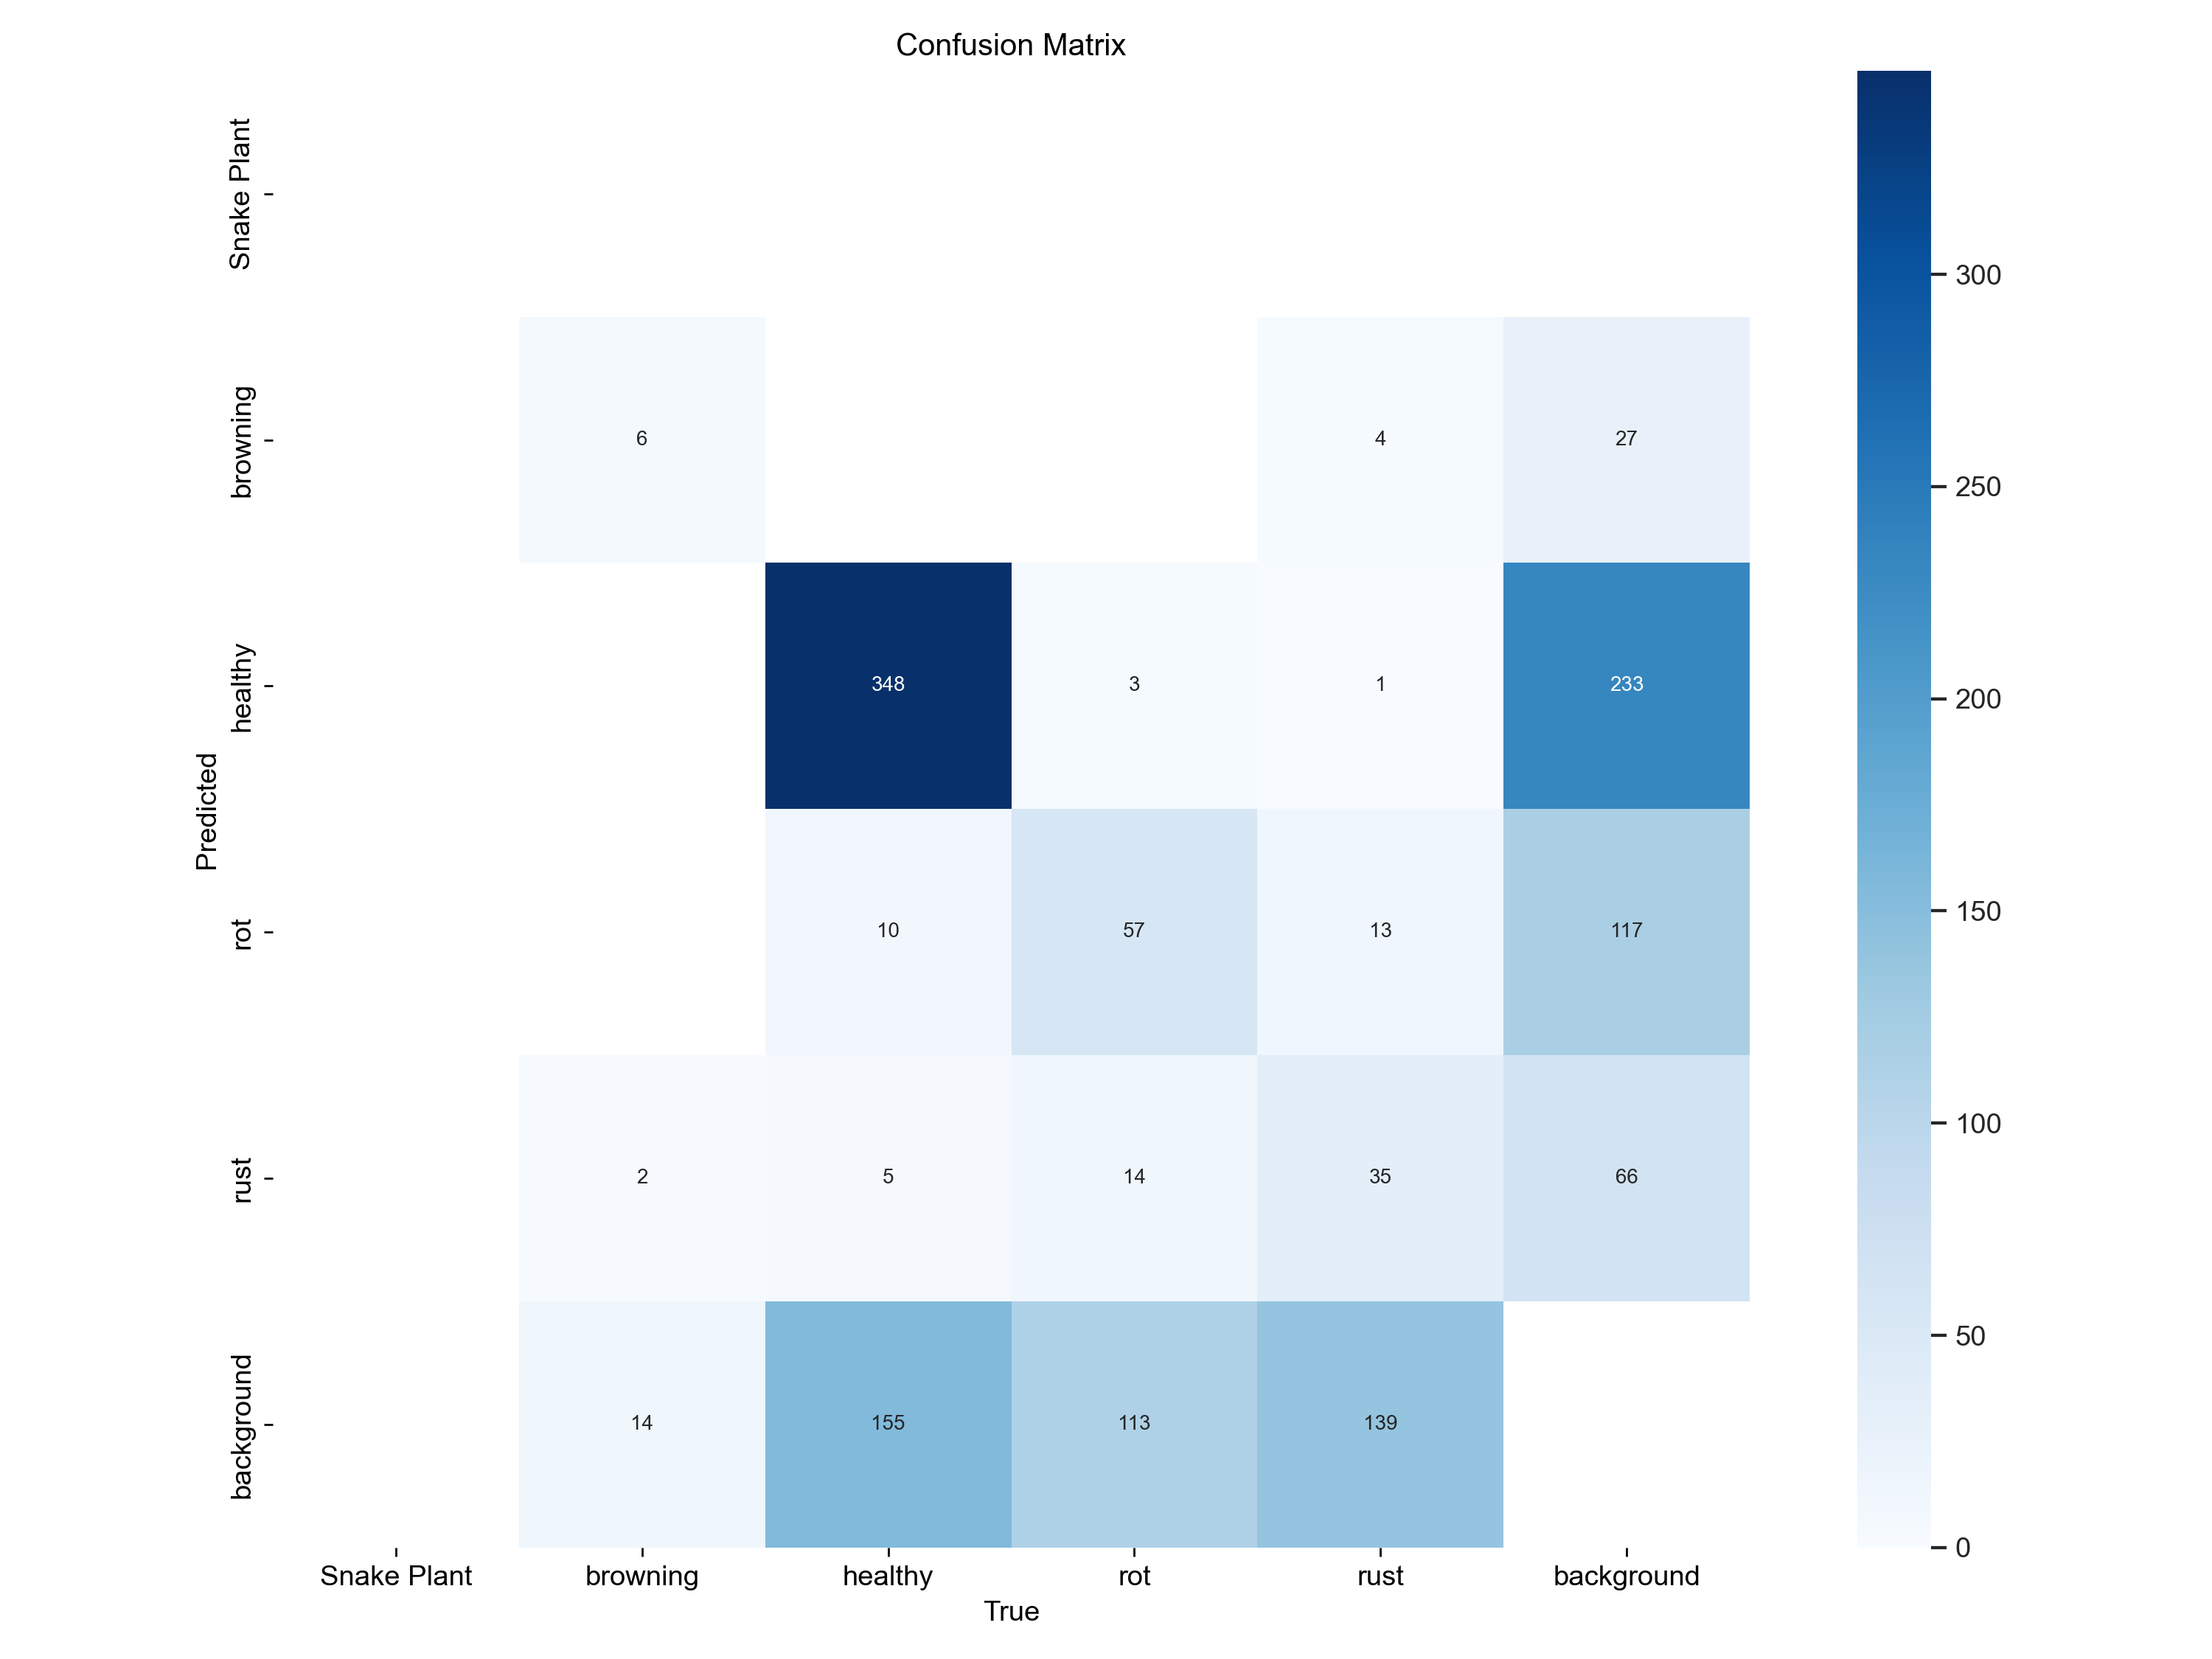 Confusion Matrix
Snake Plant
browning
6
4
27
healthy
348
3
1
233
rot
10
57
13
117
rust
2
5
14
35
66
background
14
155
113
139
Predicted
Snake Plant
browning
healthy
rot
rust
background
True
300
250
200
150
100
50
0